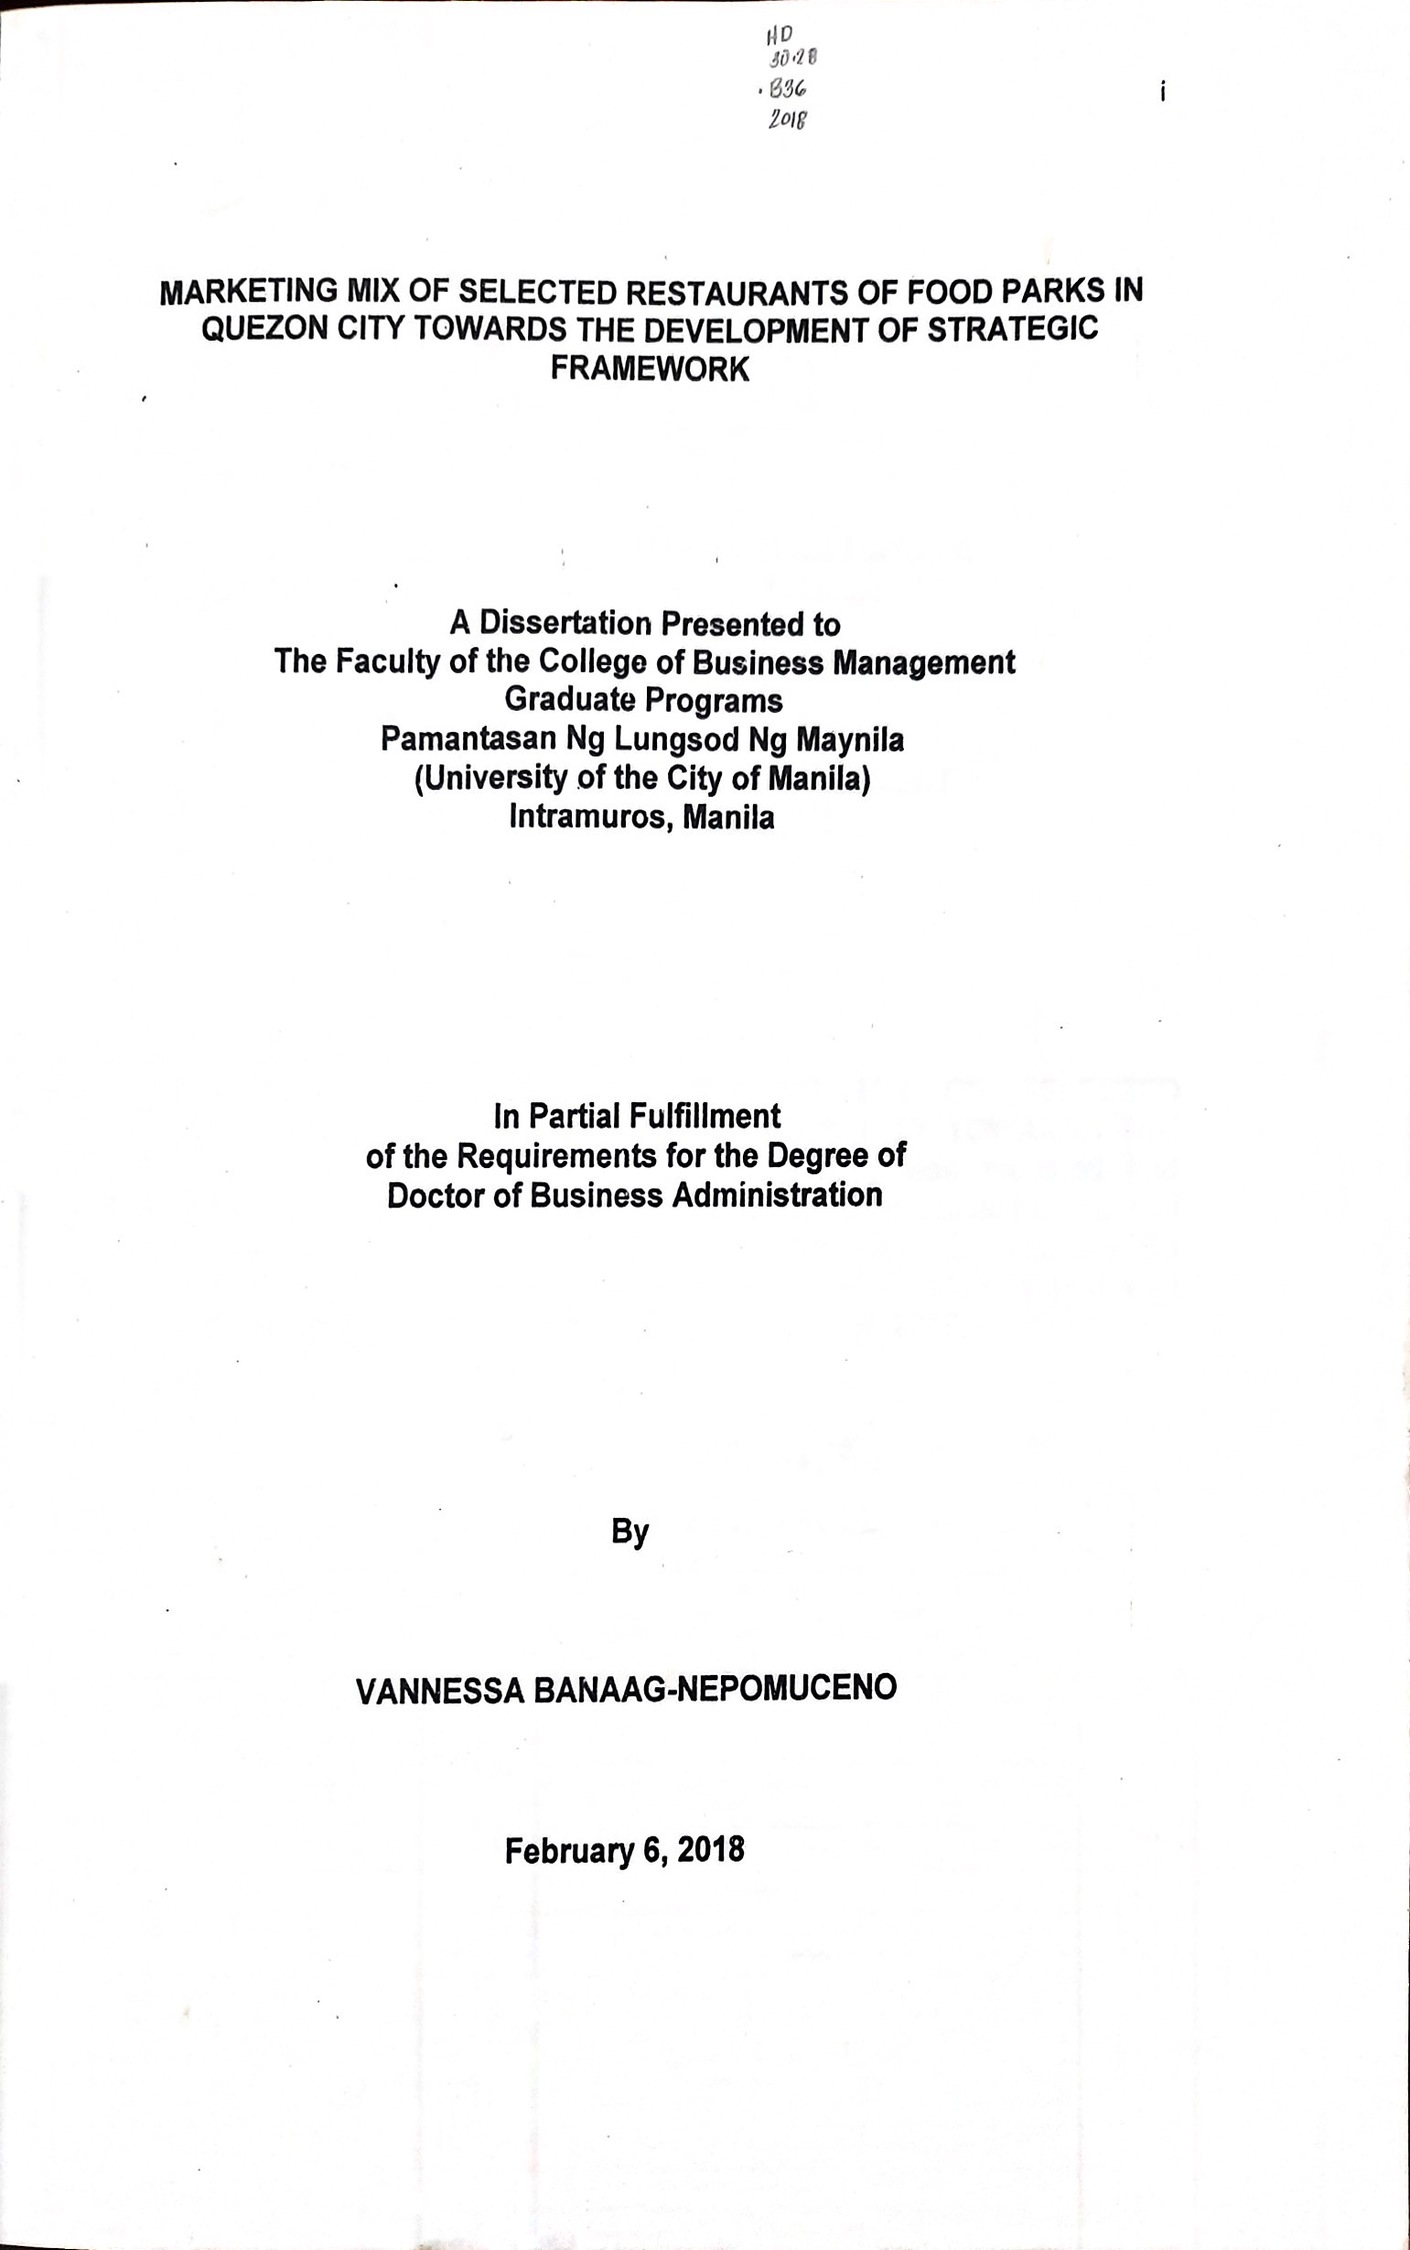 HD
30.28
.B36
2018
i
MARKETING MIX OF SELECTED RESTAURANTS OF FOOD PARKS IN
QUEZON CITY TOWARDS THE DEVELOPMENT OF STRATEGIC
FRAMEWORK
A Dissertation Presented to
The Faculty of the College of Business Management
Graduate Programs
Pamantasan Ng Lungsod Ng Maynila
(University of the City of Manila)
Intramuros, Manila
In Partial Fulfillment
of the Requirements for the Degree of
Doctor of Business Administration
By
VANNESSA BANAAG-NEPOMUCENO
February 6, 2018